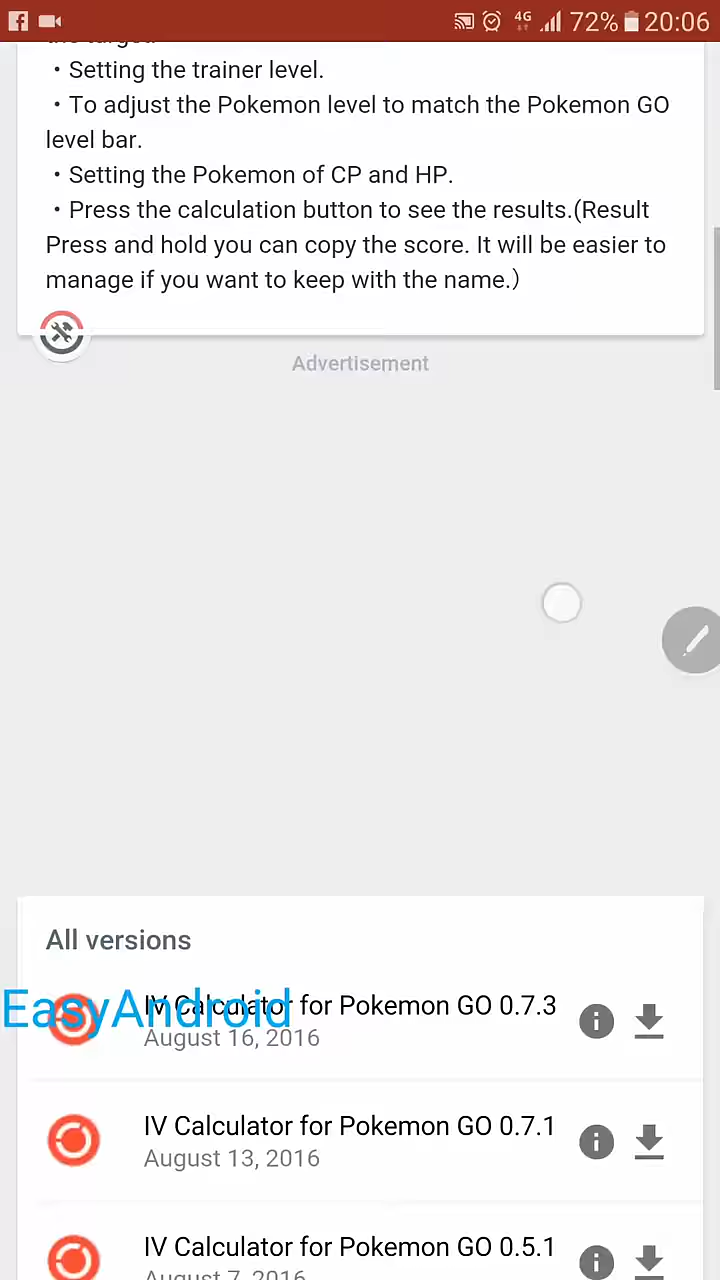 4G 72% 20:06
・Setting the trainer level.
・To adjust the Pokemon level to match the Pokemon GO
level bar.
・Setting the Pokemon of CP and HP.
・Press the calculation button to see the results.(Result
Press and hold you can copy the score. It will be easier to
manage if you want to keep with the name.）
Advertisement
All versions
EasyAndroid
IV Calculator for Pokemon GO 0.7.3
August 16, 2016
IV Calculator for Pokemon GO 0.7.1
August 13, 2016
IV Calculator for Pokemon GO 0.5.1
August 7, 2016